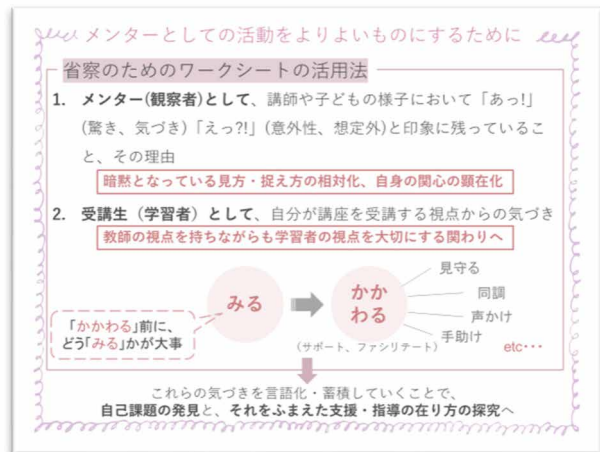 メンターとしての活動をよりよいものにするために
省察のためのワークシートの活用法
1. メンター(観察者)として、講師や子どもの様子において「あっ!」
(驚き、気づき)「えっ?!」(意外性、想定外)と印象に残っているこ
と、その理由
暗黙となっている見方・捉え方の相対化、自身の関心の顕在化
2. 受講生（学習者）として、自分が講座を受講する視点からの気づき
教師の視点を持ちながらも学習者の視点を大切にする関わりへ
みる
かか
わる
見守る
同調
声かけ
手助け
etc･･･
「かかわる」前に、
どう「みる」かが大事
(サポート、ファシリテート)
これらの気づきを言語化・蓄積していくことで、
自己課題の発見と、それをふまえた支援・指導の在り方の探究へ